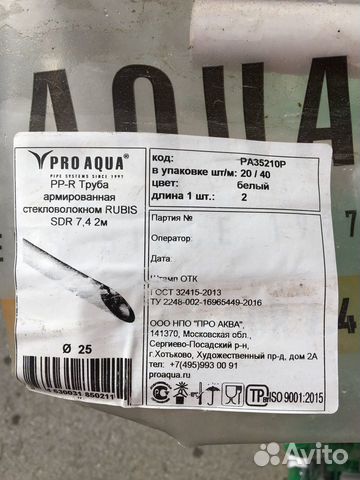 AQUA
PRO AQUA®
PIPE SYSTEMS SINCE 1991
PP-R Труба
армированная
стекловолокном RUBIS
SDR 7,4 2м
Ø 25
код: PA35210P
в упаковке шт/м: 20 / 40
цвет: белый
длина 1 шт.: 2
Партия №
Оператор
Дата
Штамп ОТК
ГОСТ 32415-2013
ТУ 2248-002-16965449-2016
ООО НПО "ПРО АКВА"
141370, Московская обл.,
Сергиево-Посадский р-н,
г.Хотьково, Художественный пр-д, дом 2А
тел.+7(495)993 00 91
proaqua.ru
ISO 9001:2015
7
4
Avito